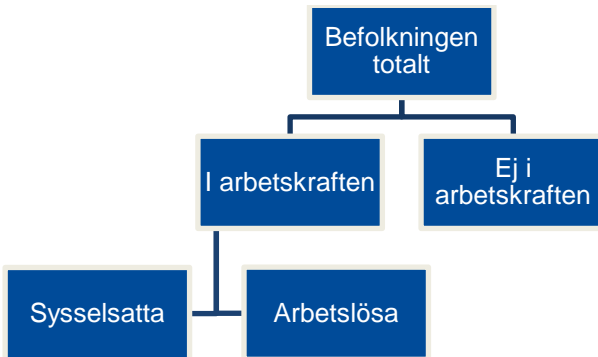 Befolkningen
totalt
I arbetskraften
Ej i
arbetskraften
Sysselsatta
Arbetslösa